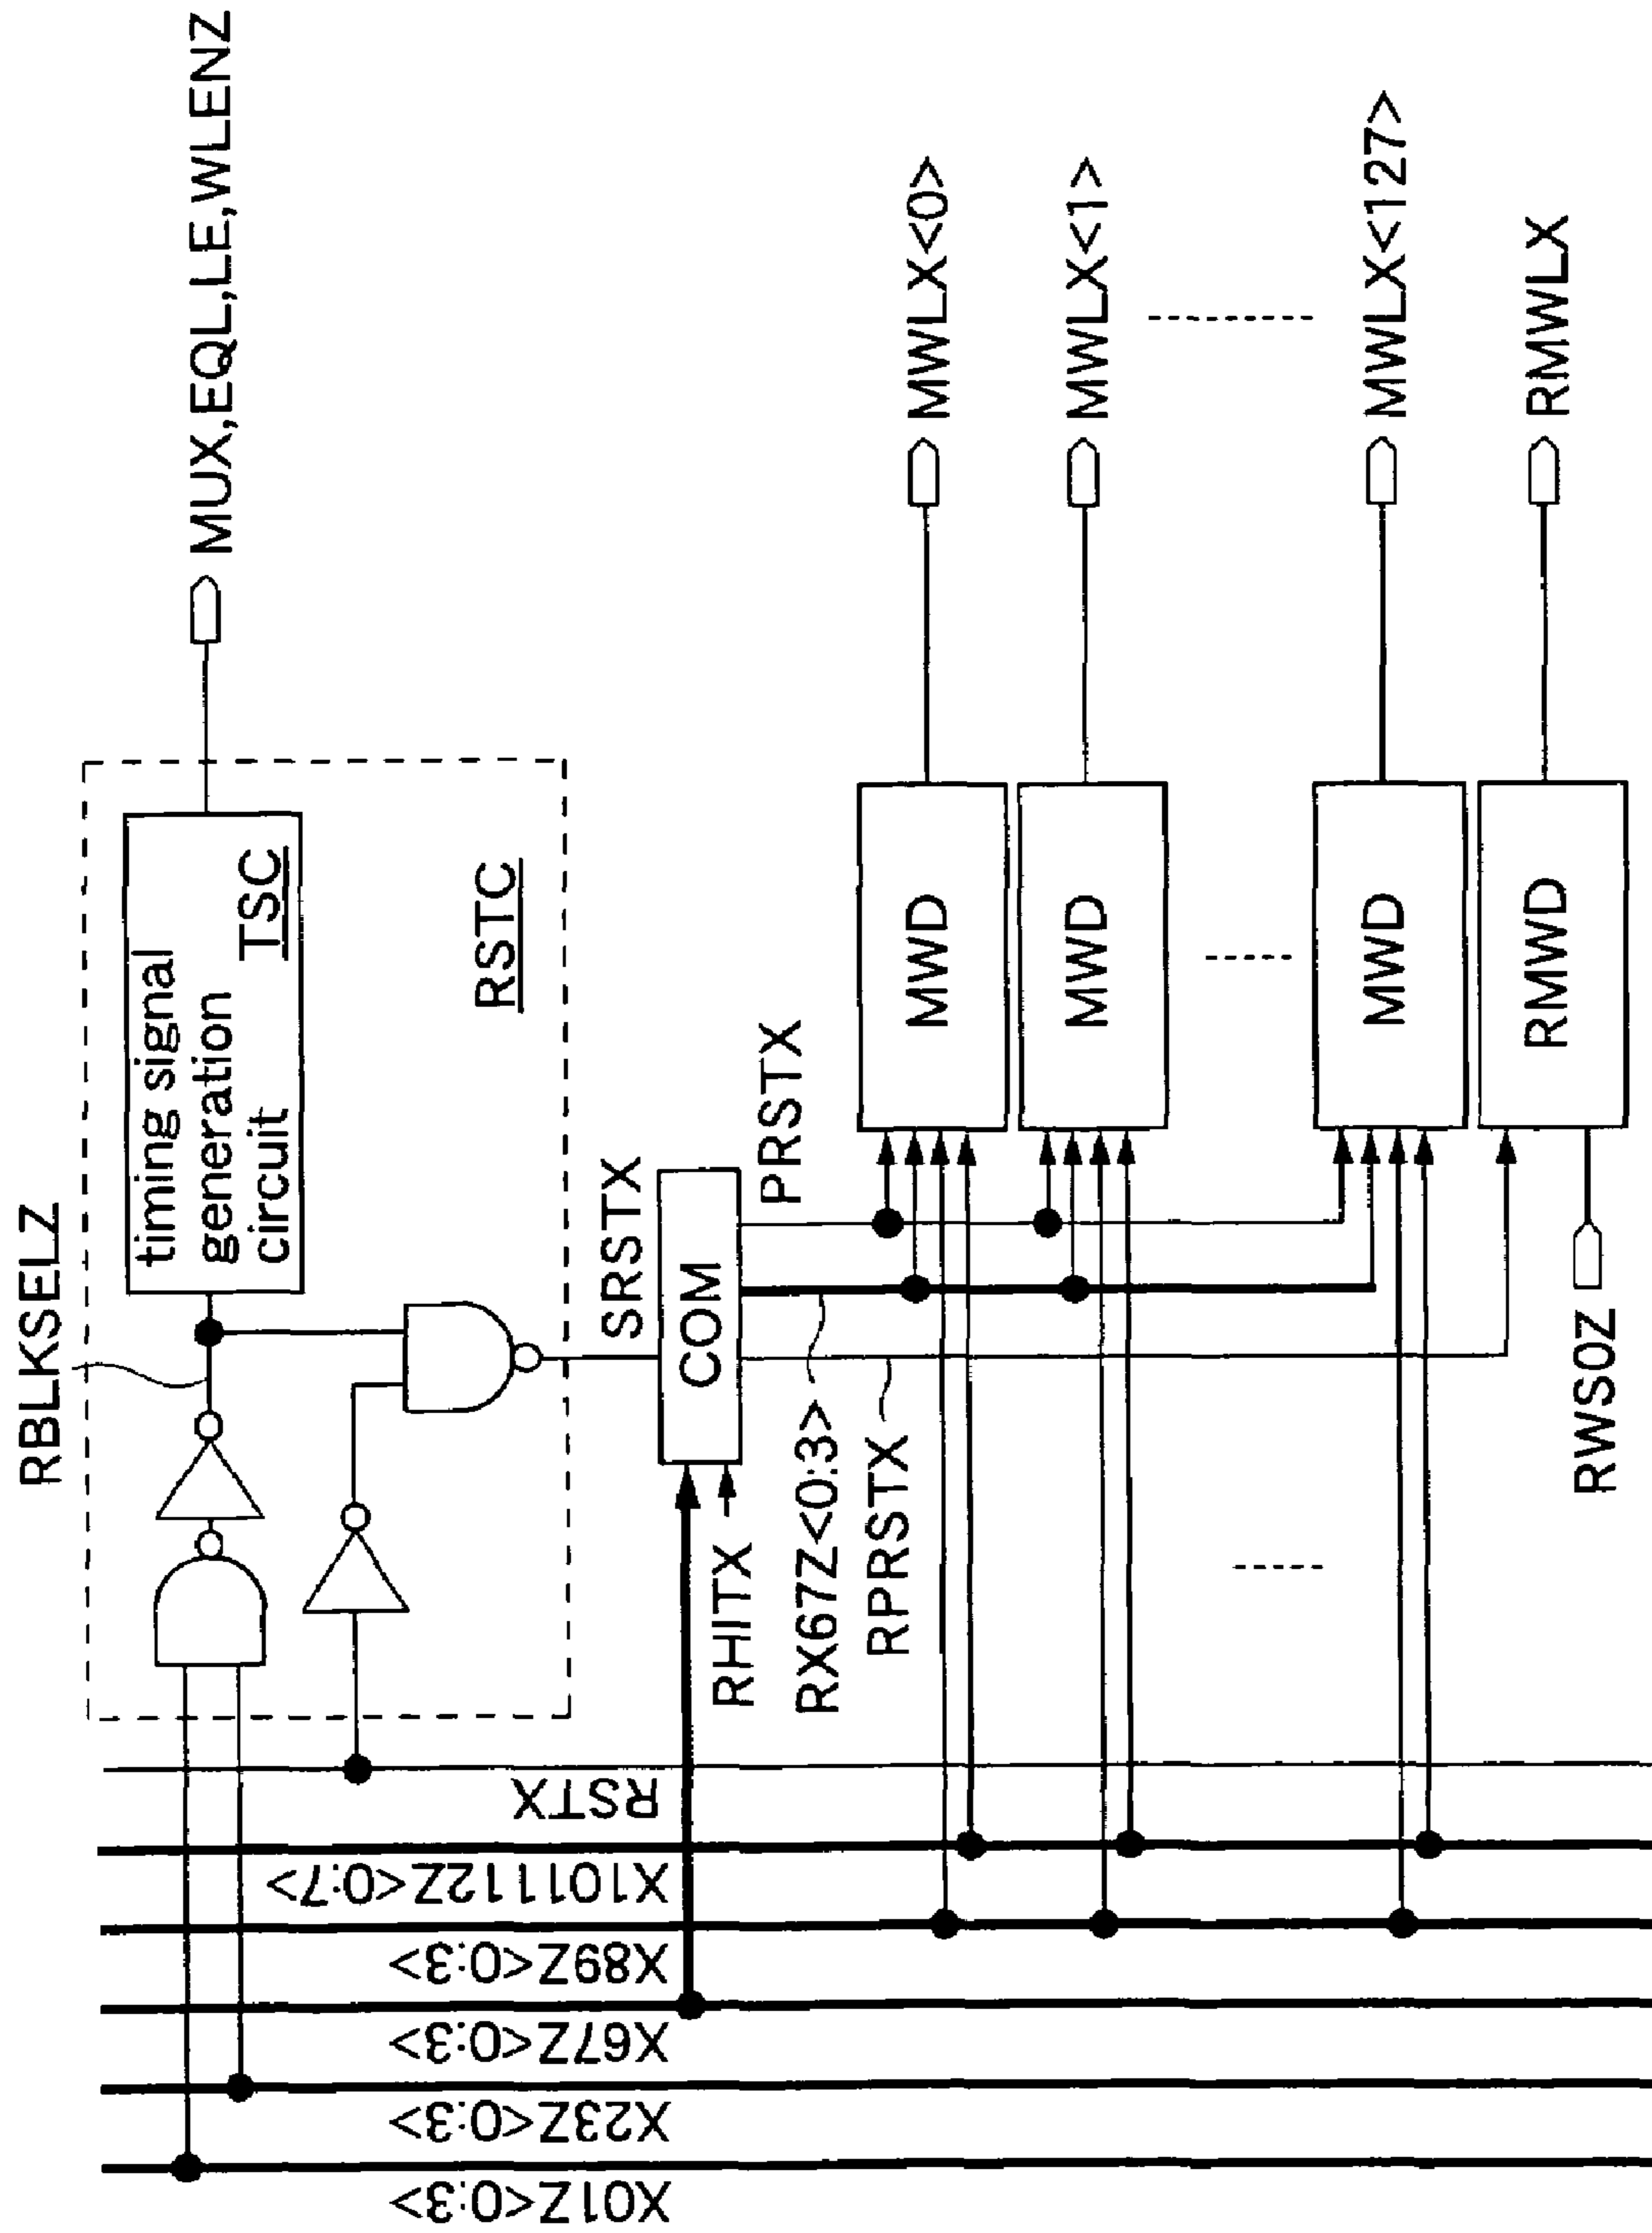 RBLKSELZ
timing signal
generation
circuit
TSC
RSTC
MUX,EQL,LE,WLENZ
SRSTX
COM
PRSTX
RHITX
RX67Z<0:3>
RPRSTX
MWD
MWLX<0>
MWD
MWLX<1>
MWD
MWLX<127>
RMWD
RMWLX
RWS0Z
RSTX
X101112Z<0:7>
X89Z<0:3>
X67Z<0:3>
X23Z<0:3>
X01Z<0:3>